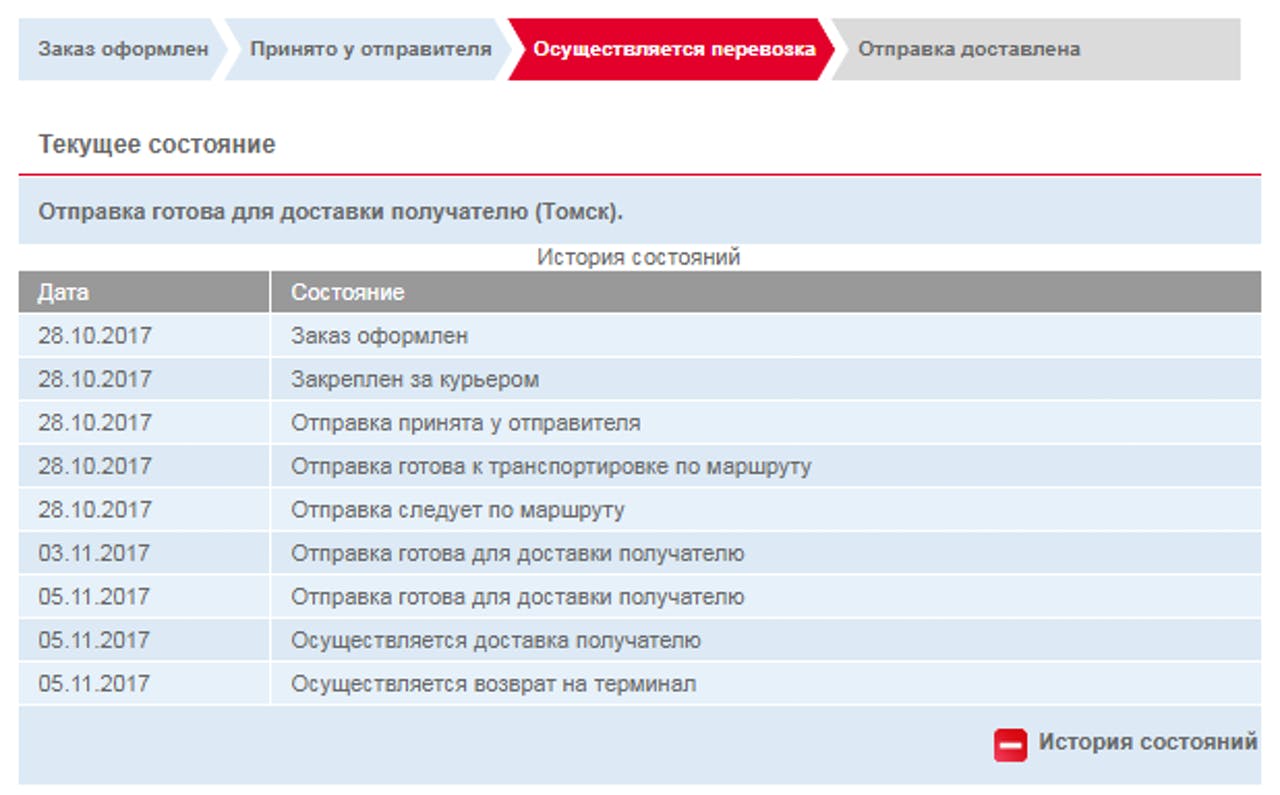 Заказ оформлен Принято у отправителя Осуществляется перевозка Отправка доставлена
Текущее состояние
Отправка готова для доставки получателю (Томск).
История состояний
Дата Состояние
28.10.2017 Заказ оформлен
28.10.2017 Закреплен за курьером
28.10.2017 Отправка принята у отправителя
28.10.2017 Отправка готова к транспортировке по маршруту
28.10.2017 Отправка следует по маршруту
03.11.2017 Отправка готова для доставки получателю
05.11.2017 Отправка готова для доставки получателю
05.11.2017 Осуществляется доставка получателю
05.11.2017 Осуществляется возврат на терминал
История состояний